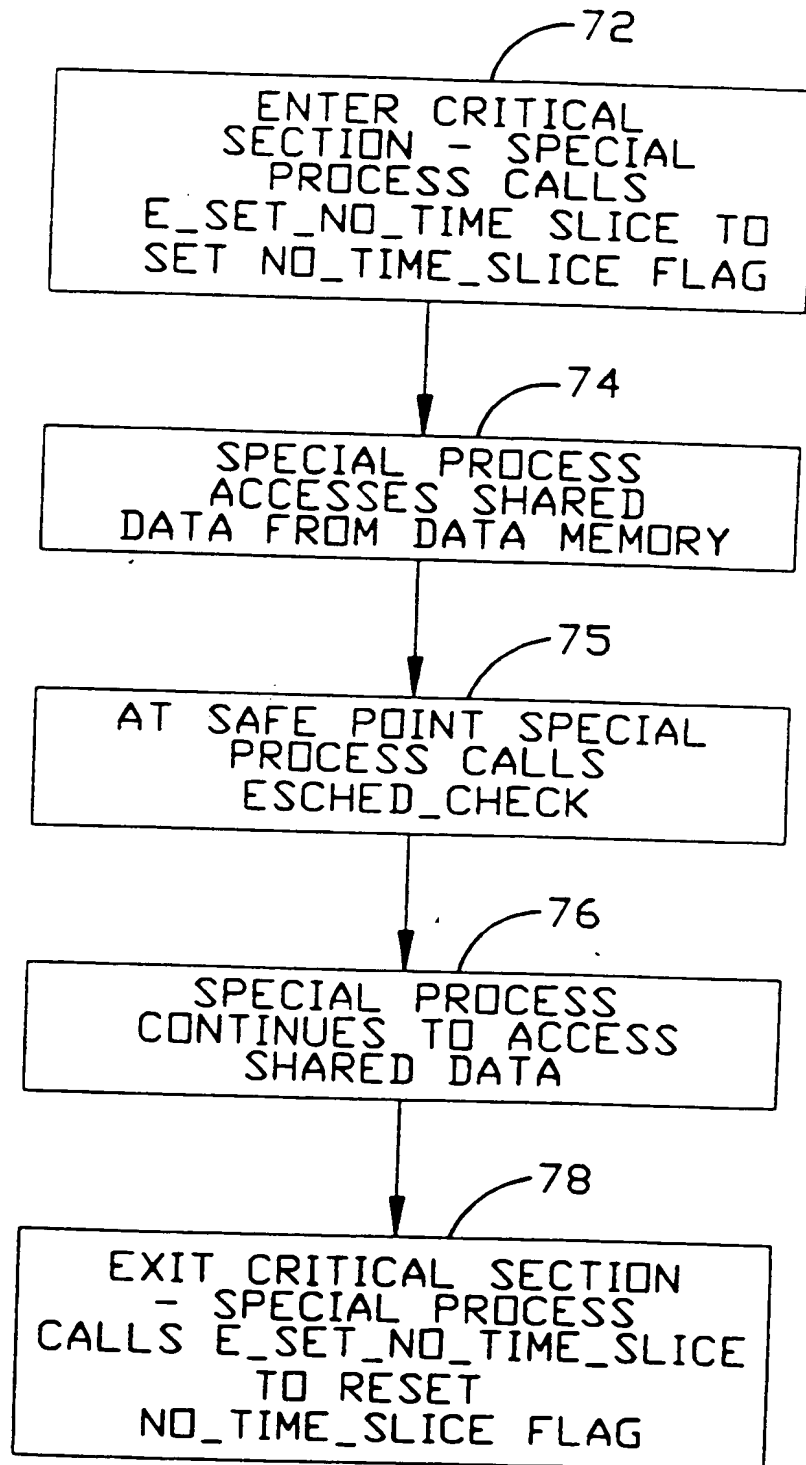 72
ENTER CRITICAL
SECTION - SPECIAL
PROCESS CALLS
E_SET_NO_TIME SLICE TO
SET NO_TIME_SLICE FLAG
74
SPECIAL PROCESS
ACCESSES SHARED
DATA FROM DATA MEMORY
75
AT SAFE POINT SPECIAL
PROCESS CALLS
ESCHED_CHECK
76
SPECIAL PROCESS
CONTINUES TO ACCESS
SHARED DATA
78
EXIT CRITICAL SECTION
- SPECIAL PROCESS
CALLS E_SET_NO_TIME_SLICE
TO RESET
NO_TIME_SLICE FLAG